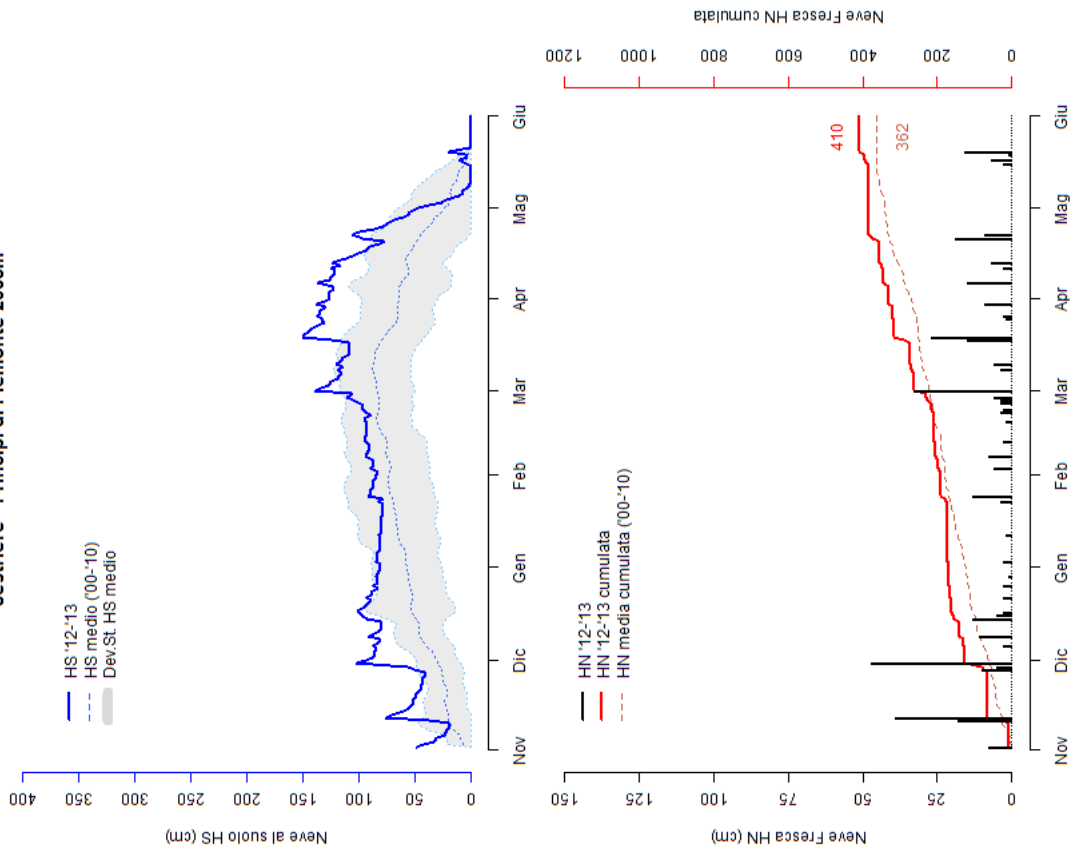 Sestriere - Principi di Piemonte
Neve al suolo HS (cm)
400
350
300
250
200
150
100
50
0
HS '12-'13
HS medio ('00-'10)
Dev.St. HS medio
Nov Dic Gen Feb Mar Apr Mag Giu
Neve Fresca HN (cm)
150
100
75
50
25
0
HN '12-'13
HN '12-'13 cumulata
HN media cumulata ('00-'10)
410
362
Neve Fresca HN cumulata
1200
1000
800
600
400
200
0
Nov Dic Gen Feb Mar Apr Mag Giu